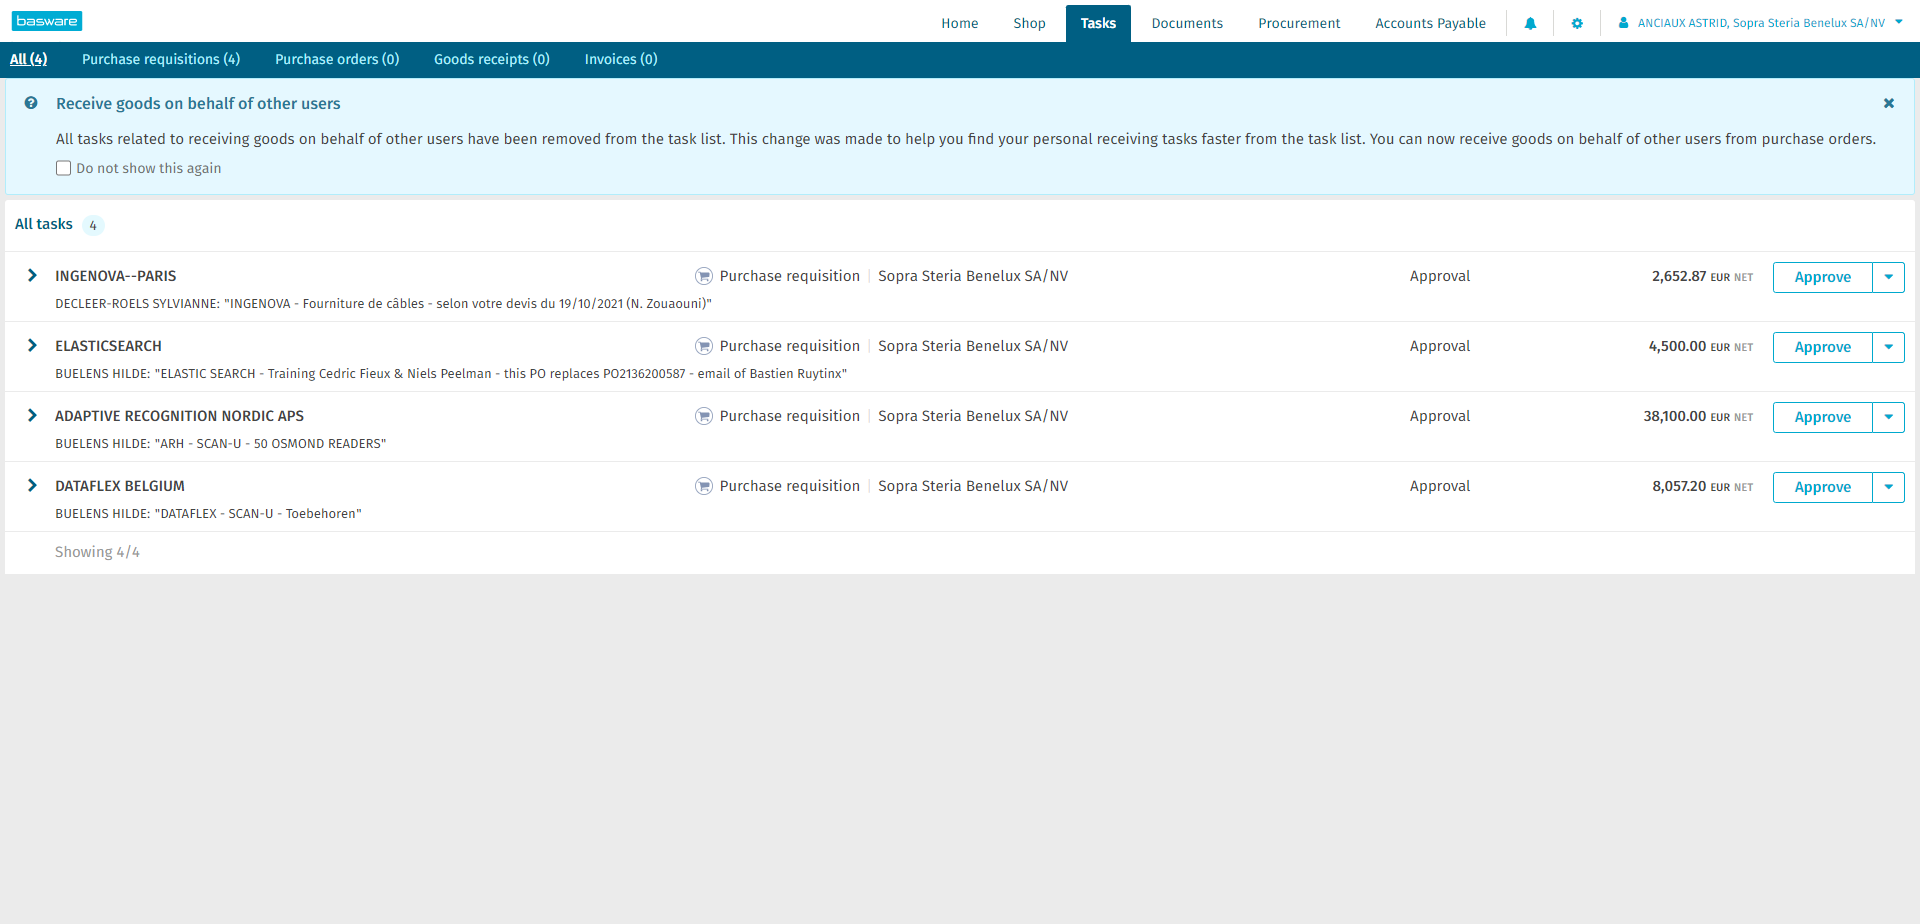 basware
Home Shop Tasks Documents Procurement Accounts Payable ANCIAUX ASTRID, Sopra Steria Benelux SA/NV
All (4) Purchase requisitions (4) Purchase orders (0) Goods receipts (0) Invoices (0)
Receive goods on behalf of other users
All tasks related to receiving goods on behalf of other users have been removed from the task list. This change was made to help you find your personal receiving tasks faster from the task list. You can now receive goods on behalf of other users from purchase orders.
Do not show this again
All tasks 4
INGENOVA--PARIS Purchase requisition Sopra Steria Benelux SA/NV Approval 2,652.87 EUR NET Approve
DECLEER-ROELS SYLVIANNE: "INGENOVA - Fourniture de câbles - selon votre devis du 19/10/2021 (N. Zouaouni)"
ELASTICSEARCH Purchase requisition Sopra Steria Benelux SA/NV Approval 4,500.00 EUR NET Approve
BUELENS HILDE: "ELASTIC SEARCH - Training Cedric Fieux & Niels Peelman - this PO replaces PO2136200587 - email of Bastien Ruytinx"
ADAPTIVE RECOGNITION NORDIC APS Purchase requisition Sopra Steria Benelux SA/NV Approval 38,100.00 EUR NET Approve
BUELENS HILDE: "ARH - SCAN-U - 50 OSMOND READERS"
DATAFLEX BELGIUM Purchase requisition Sopra Steria Benelux SA/NV Approval 8,057.20 EUR NET Approve
BUELENS HILDE: "DATAFLEX - SCAN-U - Toebehoren"
Showing 4/4